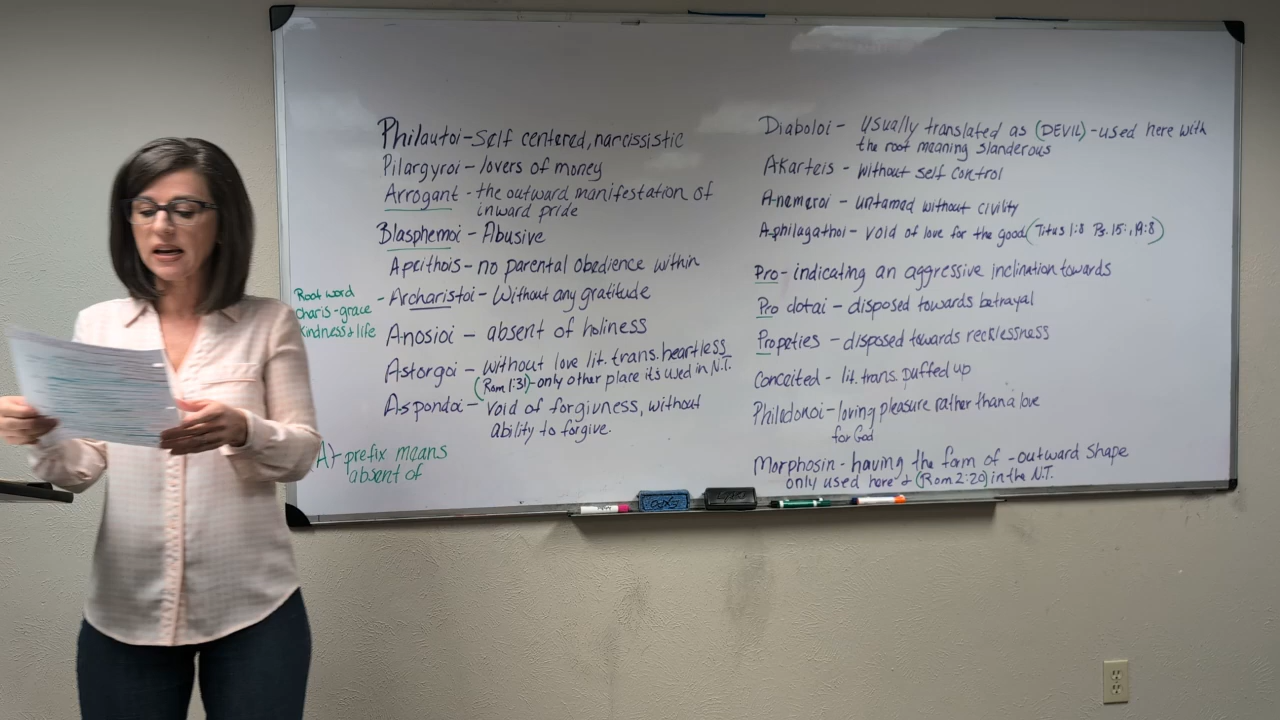 Philautoi - Self centered, narcissistic
Pilargyroi - lovers of money
Arrogant - the outward manifestation of
inward pride
Blasphemoi - Abusive
Apeithois - no parental obedience within
Root word
charis - grace
kindness & life
- Archaristoi - Without any gratitude
Anosioi - absent of holiness
Astorgoi - without love lit. trans. heartless
(Rom 1:31) - only other place it's used in N.T.
Aspondoi - Void of forgivness, without
ability to forgive.
A - prefix means
absent of
Diaboloi - Usually translated as (DEVIL) - used here with
the root meaning slanderous
Akarteis - Without self control
Anemeroi - untamed without civility
Aphilagathoi - void of love for the good (Titus 1:8 Ps. 15:, 19:8)
Pro - indicating an aggressive inclination towards
Pro dotai - disposed towards betrayal
Propeties - disposed towards recklessness
Conceited - lit. trans. puffed up
Philedonoi - loving pleasure rather than a love
for God
Morphosin - having the form of - outward shape
only used here & (Rom 2:20) in the N.T.
EXPO